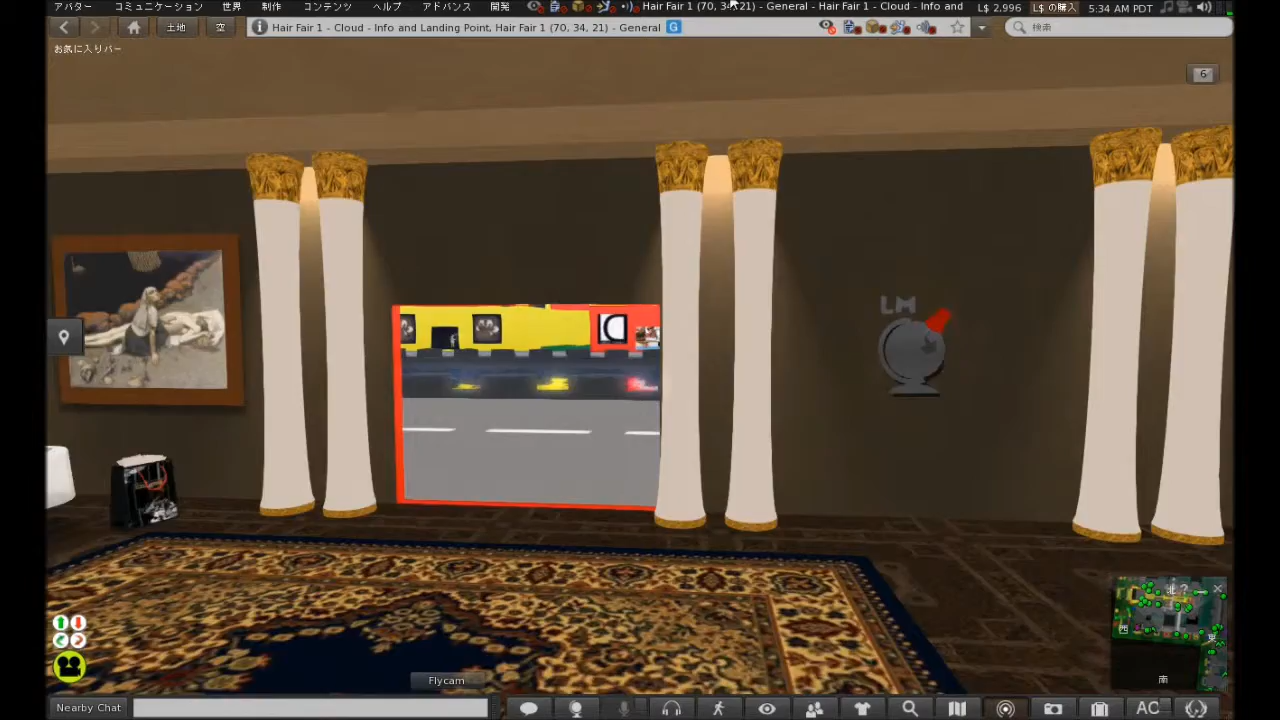 アバター コミュニケーション 世界 制作 コンテンツ ヘルプ アドバンス 開発 Hair Fair 1 (70, 34, 21) - General - Hair Fair 1 - Cloud - Info and L$ 2,996 L$ の購入 5:34 AM PDT
土地 空 Hair Fair 1 - Cloud - Info and Landing Point, Hair Fair 1 (70, 34, 21) - General G 検索
お気に入りバー
6
LM
北 ? ×
西 東
南
Flycam
Nearby Chat AC